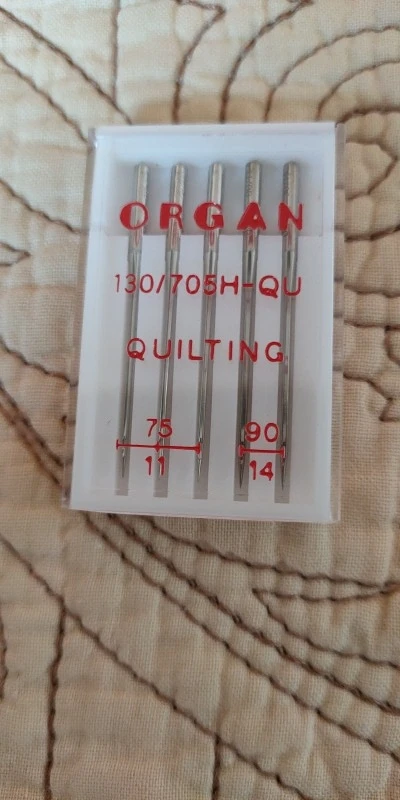 ORGAN
130/705H-QU
QUILTING
75 90
11 14